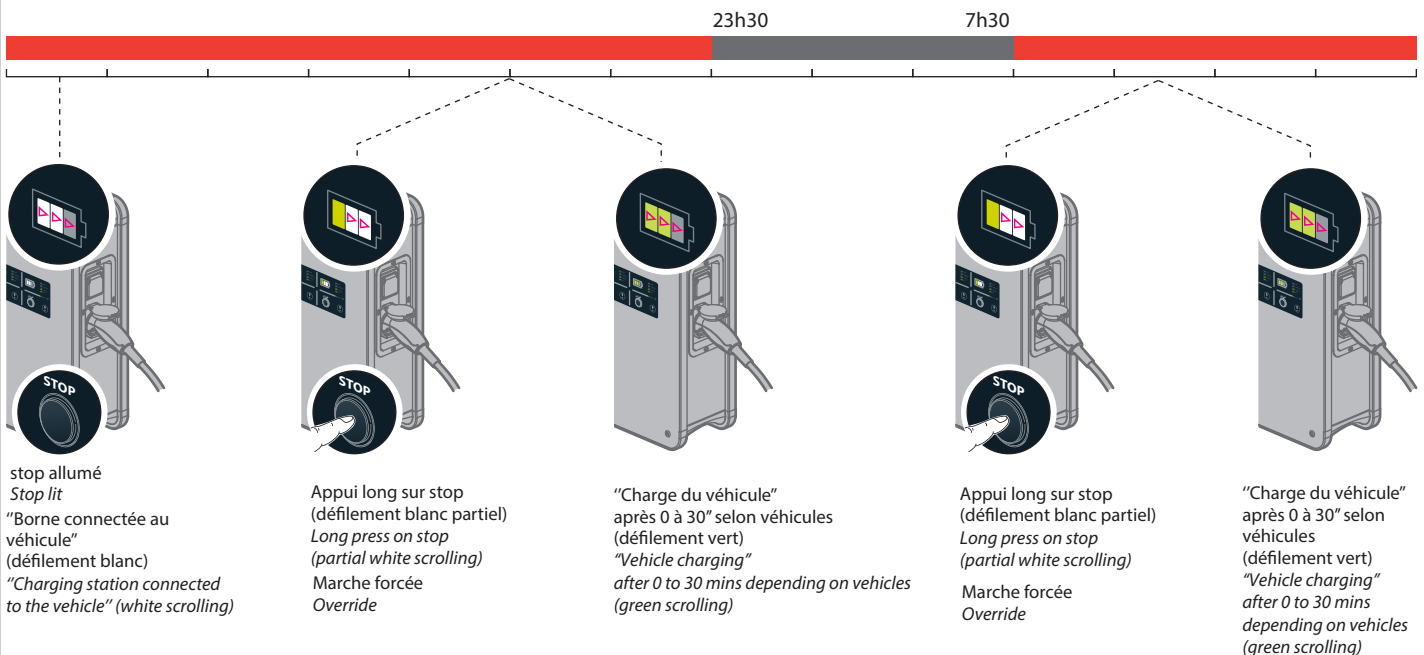 23h30
7h30
STOP
stop allumé
Stop lit
"Borne connectée au
véhicule"
(défilement blanc)
"Charging station connected
to the vehicle" (white scrolling)
STOP
Appui long sur stop
(défilement blanc partiel)
Long press on stop
(partial white scrolling)
Marche forcée
Override
"Charge du véhicule"
après 0 à 30" selon véhicules
(défilement vert)
"Vehicle charging"
after 0 to 30 mins depending on vehicles
(green scrolling)
STOP
Appui long sur stop
(défilement blanc partiel)
Long press on stop
(partial white scrolling)
Marche forcée
Override
"Charge du véhicule"
après 0 à 30" selon
véhicules
(défilement vert)
"Vehicle charging"
after 0 to 30 mins
depending on vehicles
(green scrolling)